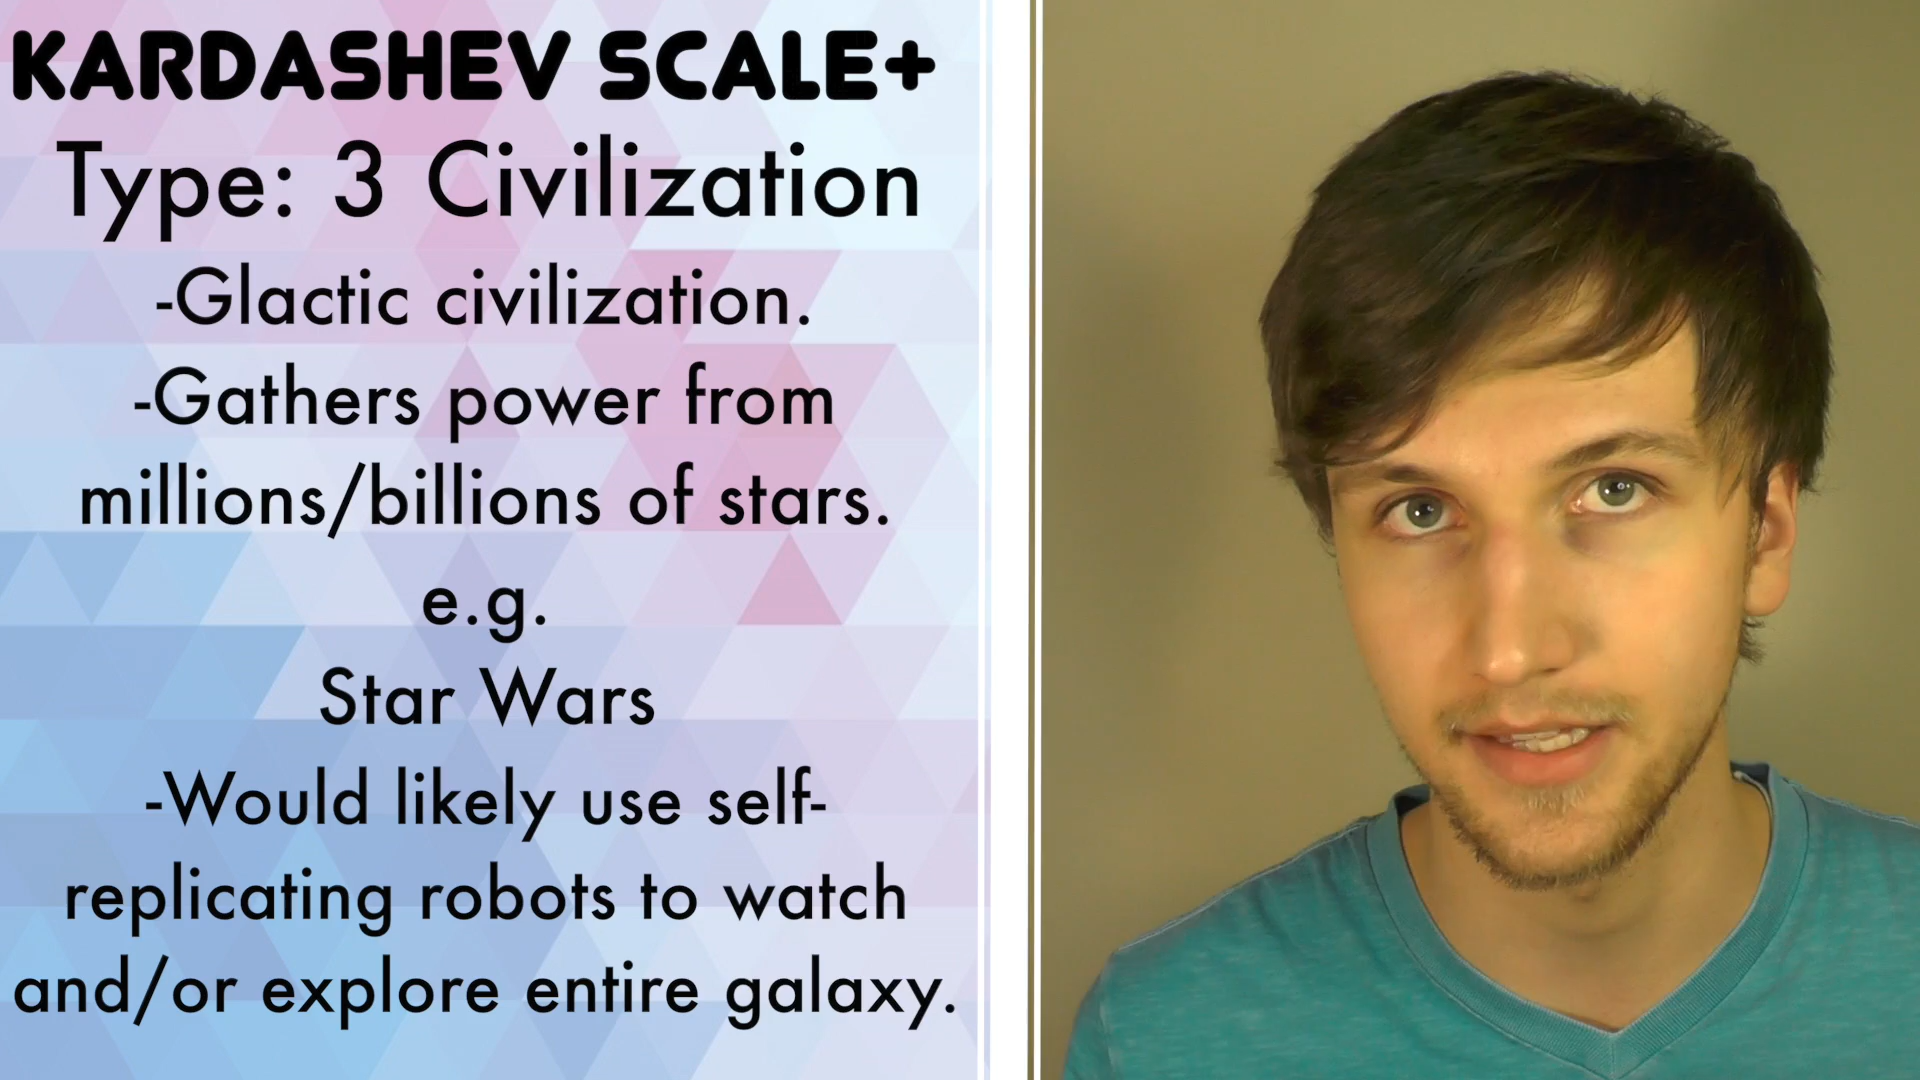 KARDASHEV SCALE+
Type: 3 Civilization
-Glactic civilization.
-Gathers power from
millions/billions of stars.
e.g.
Star Wars
-Would likely use self-
replicating robots to watch
and/or explore entire galaxy.